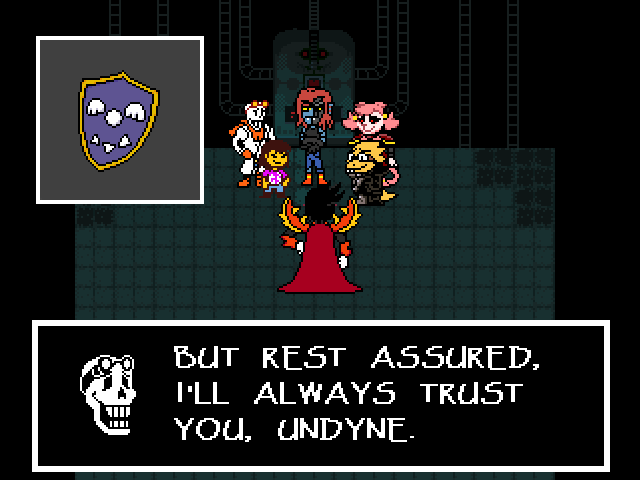 BUT REST ASSURED,
I'LL ALWAYS TRUST
YOU, UNDYNE.